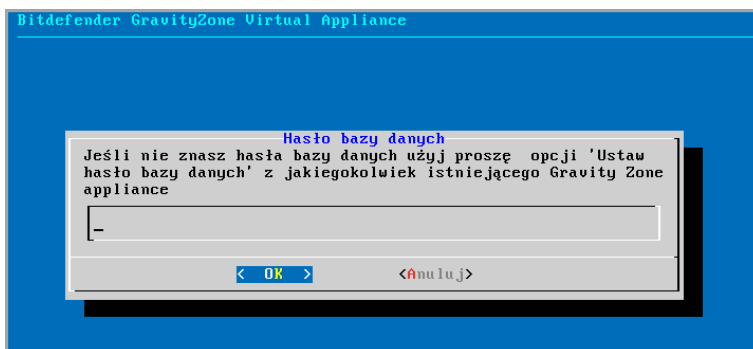 Bitdefender GravityZone Virtual Appliance
Hasło bazy danych
Jeśli nie znasz hasła bazy danych użyj proszę  opcji 'Ustaw
hasło bazy danych' z jakiegokolwiek istniejącego Gravity Zone
appliance
_
< OK >
<Anuluj>